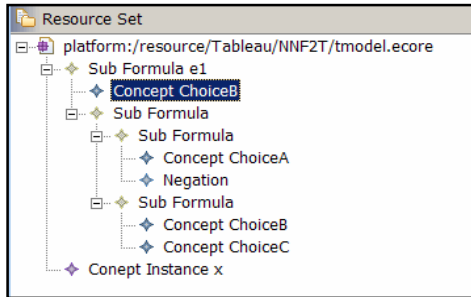 Resource Set
platform:/resource/Tableau/NNF2T/tmodel.ecore
Sub Formula e1
Concept ChoiceB
Sub Formula
Sub Formula
Concept ChoiceA
Negation
Sub Formula
Concept ChoiceB
Concept ChoiceC
Conept Instance x